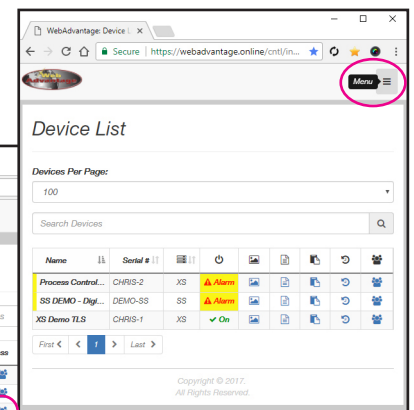 WebAdvantage: Device L
Secure | https://webadvantage.online/cntl/in...
Web
Menu
Device List
Devices Per Page:
100
Search Devices
Name Serial #
Process Control... CHRIS-2 XS Alarm
SS DEMO - Digi... DEMO-SS SS Alarm
XS Demo TLS CHRIS-1 XS On
First 1 Last
Copyright © 2017.
All Rights Reserved.